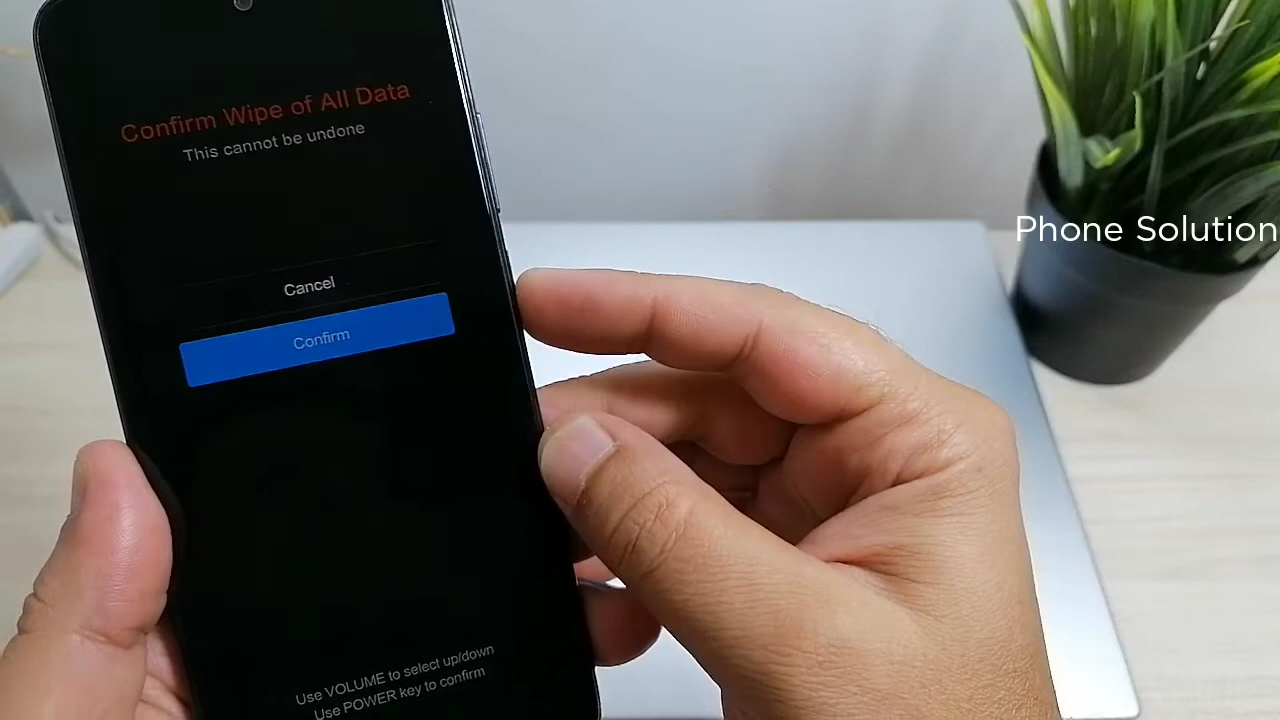 Confirm Wipe of All Data
This cannot be undone
Cancel
Confirm
Use VOLUME to select up/down
Use POWER key to confirm
Phone Solution